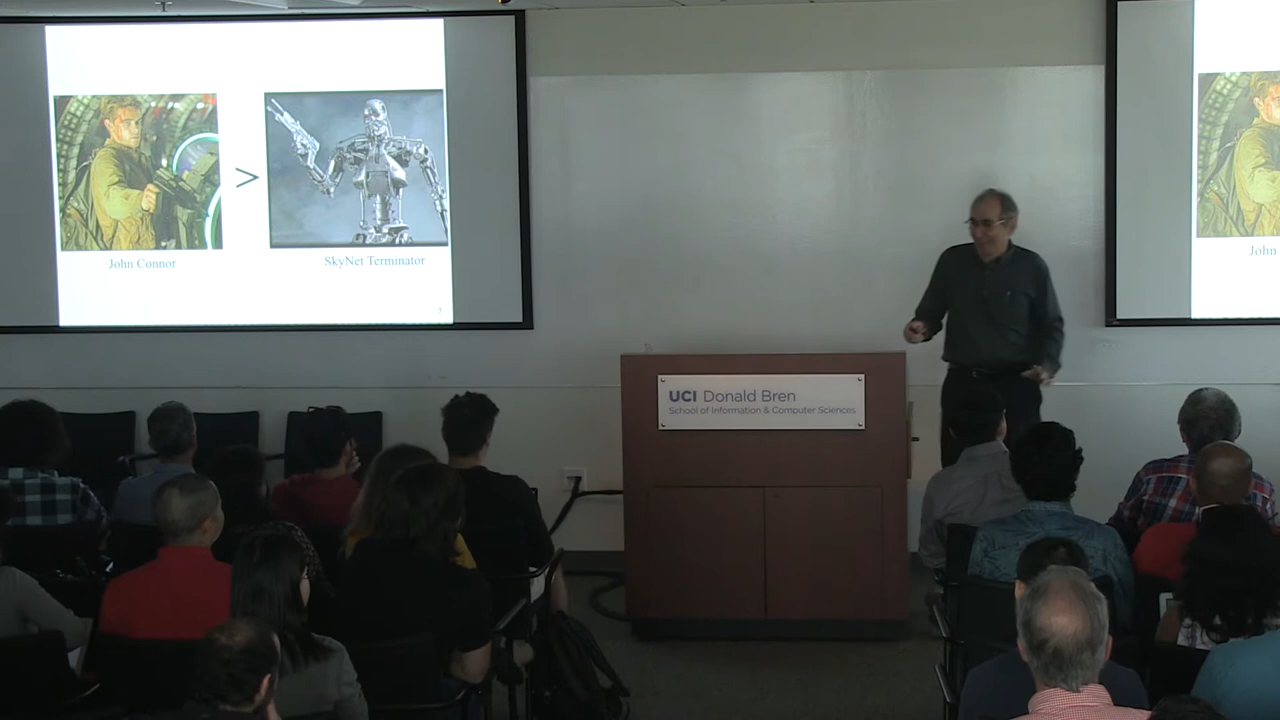 >
John Connor
SkyNet Terminator
UCI Donald Bren
School of Information & Computer Sciences
John